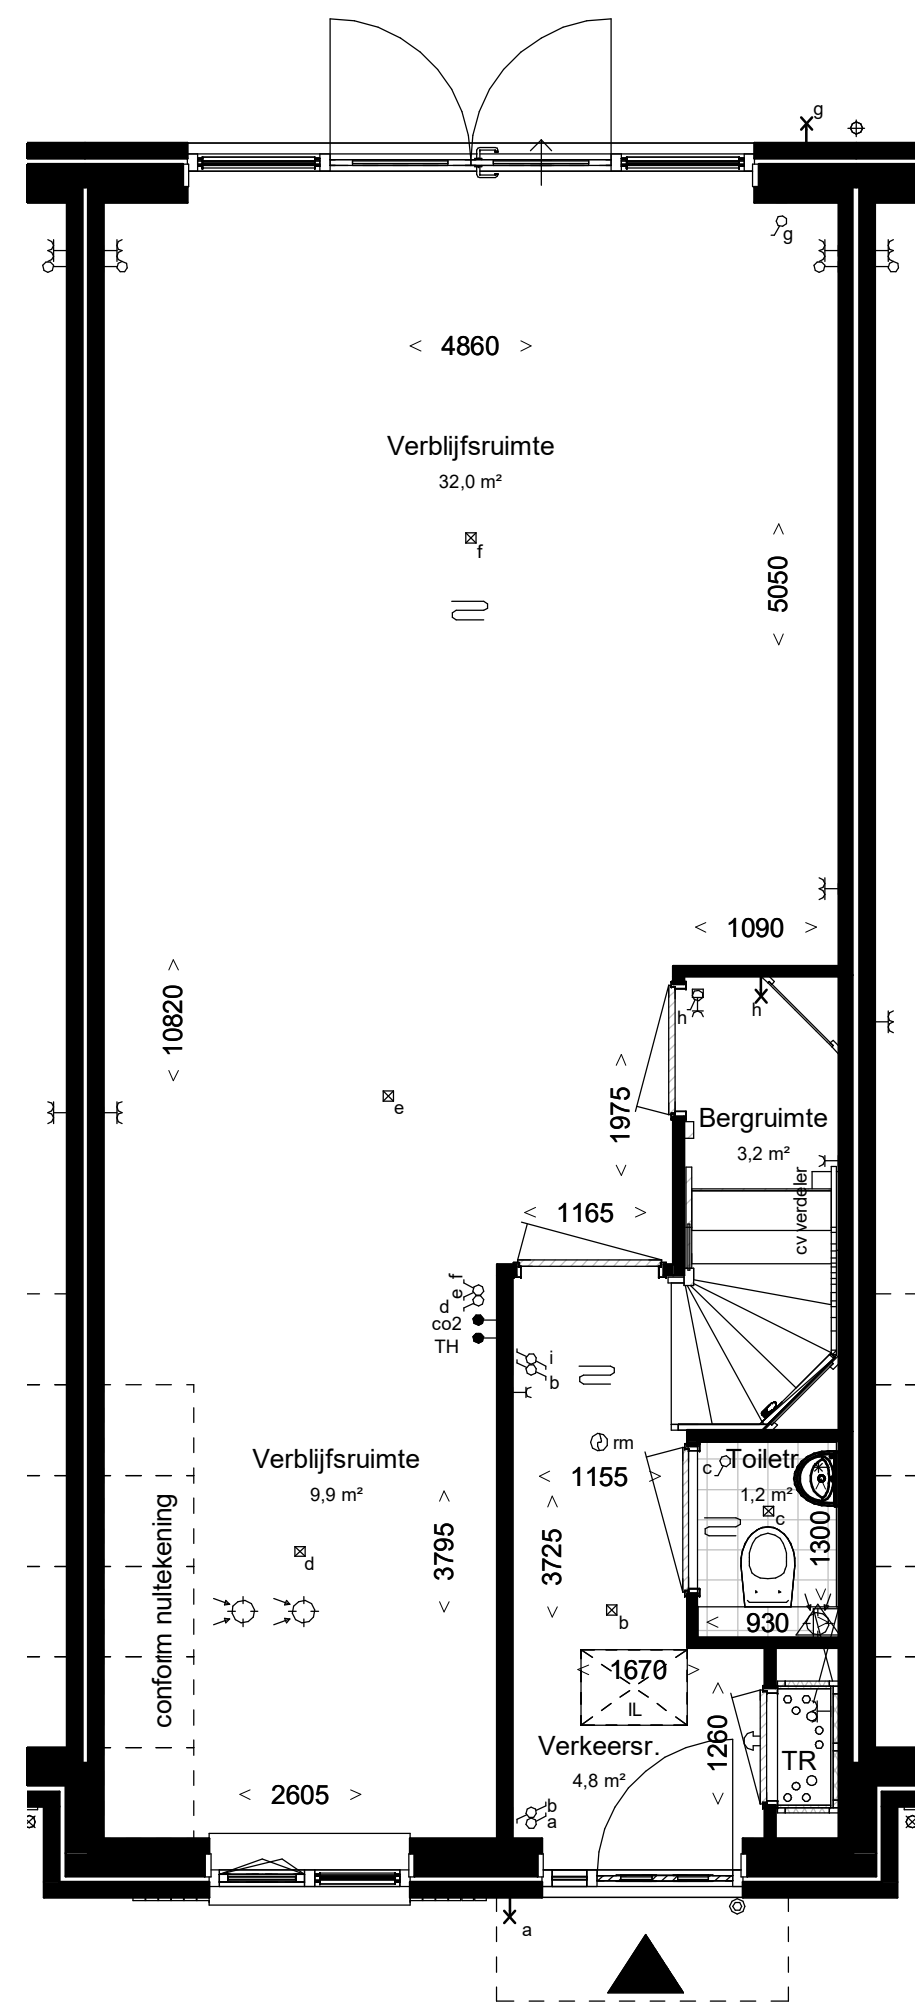 g
g
< 4860 >
Verblijfsruimte
32,0 m²
f
< 5050 >
< 1090 >
< 10820 >
h
h
e
< 1975 >
Bergruimte
3,2 m²
cv verdeler
< 1165 >
f
e
d
co2
TH
i
b
rm
Verblijfsruimte
9,9 m²
< 1155 >
c
Toiletr.
1,2 m²
c
d
< 3795 >
< 3725 >
1300 <
conform nultekening
b
< 930
< 1670 >
IL
< 1260 >
Verkeersr.
4,8 m²
TR
< 2605 >
b
a
a